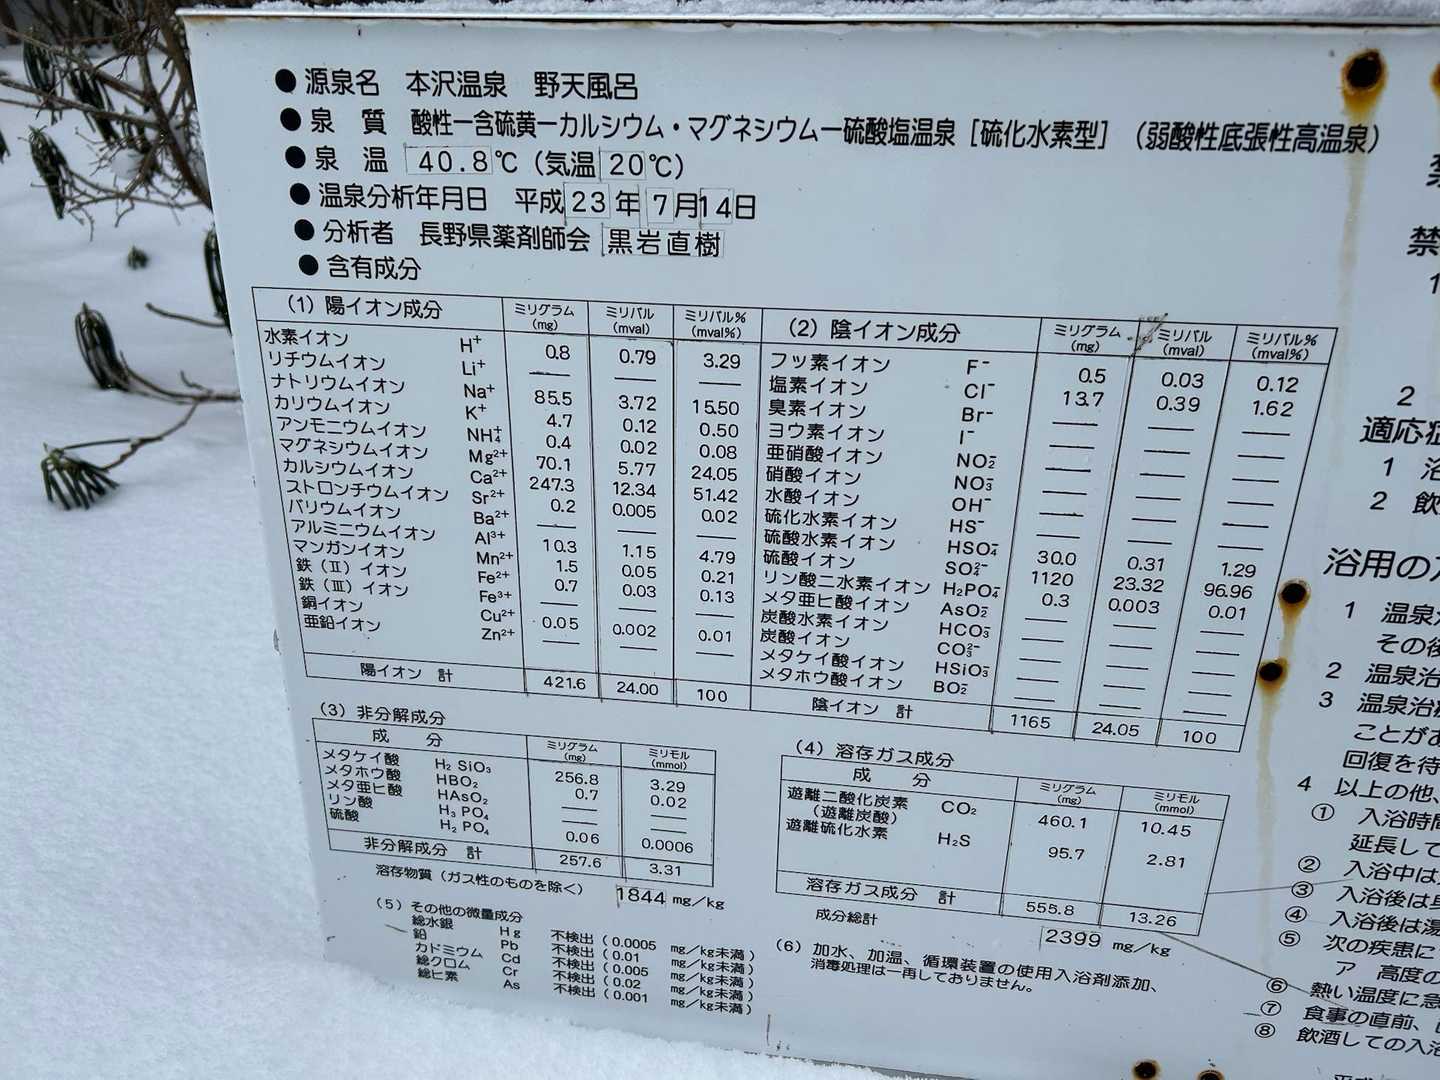 ●源泉名 本沢温泉 野天風呂
●泉 質 酸性ー含硫黄ーカルシウム・マグネシウムー硫酸塩温泉［硫化水素型］（弱酸性底張性高温泉）
●泉 温 40.8℃（気温20℃）
●温泉分析年月日 平成23年7月14日
●分析者 長野県薬剤師会 黒岩直樹
●含有成分
（1）陽イオン成分 ミリグラム(mg) ミリバル(mval) ミリバル%(mval%)
水素イオン H⁺ 0.8 0.79 3.29
リチウムイオン Li⁺ — — —
ナトリウムイオン Na⁺ 85.5 3.72 15.50
カリウムイオン K⁺ 4.7 0.12 0.50
アンモニウムイオン NH₄⁺ 0.4 0.02 0.08
マグネシウムイオン Mg²⁺ 70.1 5.77 24.05
カルシウムイオン Ca²⁺ 247.3 12.34 51.42
ストロンチウムイオン Sr²⁺ 0.2 0.005 0.02
バリウムイオン Ba²⁺ — — —
アルミニウムイオン Al³⁺ 10.3 1.15 4.79
マンガンイオン Mn²⁺ 1.5 0.05 0.21
鉄（Ⅱ）イオン Fe²⁺ 0.7 0.03 0.13
鉄（Ⅲ）イオン Fe³⁺ — — —
銅イオン Cu²⁺ 0.05 0.002 0.01
亜鉛イオン Zn²⁺ — — —
陽イオン 計 421.6 24.00 100
（2）陰イオン成分 ミリグラム(mg) ミリバル(mval) ミリバル%(mval%)
フッ素イオン F⁻ 0.5 0.03 0.12
塩素イオン Cl⁻ 13.7 0.39 1.62
臭素イオン Br⁻ — — —
ヨウ素イオン I⁻ — — —
亜硝酸イオン NO₂⁻ — — —
硝酸イオン NO₃⁻ — — —
水酸イオン OH⁻ — — —
硫化水素イオン HS⁻ — — —
硫酸水素イオン HSO₄⁻ 30.0 0.31 1.29
硫酸イオン SO₄²⁻ 1120 23.32 96.96
リン酸二水素イオン H₂PO₄⁻ 0.3 0.003 0.01
メタ亜ヒ酸イオン AsO₂⁻ — — —
炭酸水素イオン HCO₃⁻ — — —
炭酸イオン CO₃²⁻ — — —
メタケイ酸イオン HSiO₃⁻ — — —
メタホウ酸イオン BO₂⁻ — — —
陰イオン 計 1165 24.05 100
（3）非分解成分
成 分 ミリグラム(mg) ミリモル(mmol)
メタケイ酸 H₂SiO₃ 256.8 3.29
メタホウ酸 HBO₂ 0.7 0.02
メタ亜ヒ酸 HAsO₂ — —
リン酸 H₃PO₄ — —
硫酸 H₂PO₄ 0.06 0.0006
非分解成分 計 257.6 3.31
溶存物質（ガス性のものを除く） 1844 mg／kg
（4）溶存ガス成分
成 分 ミリグラム(mg) ミリモル(mmol)
遊離二酸化炭素 CO₂ 460.1 10.45
（遊離炭酸）
遊離硫化水素 H₂S 95.7 2.81
溶存ガス成分 計 555.8 13.26
成分総計 2399 mg／kg
（5）その他の微量成分
総水銀 Hg 不検出（0.0005 mg／kg未満）
鉛 Pb 不検出（0.01 mg／kg未満）
カドミウム Cd 不検出（0.005 mg／kg未満）
総クロム Cr 不検出（0.02 mg／kg未満）
総ヒ素 As 不検出（0.001 mg／kg未満）
（6）加水、加温、循環装置の使用入浴剤添加、
消毒処理は一再しておりません。
禁
1
2
適応症
1 浴
2 飲
浴用の
1 温泉
その後
2 温泉治
3 温泉治療
ことがあ
回復を待
4 以上の他、
① 入浴時間
延長して
② 入浴中は
③ 入浴後は身
④ 入浴後は湯
⑤ 次の疾患に
ア 高度の
⑥ 熱い温度に急
⑦ 食事の直前、
⑧ 飲酒しての入浴